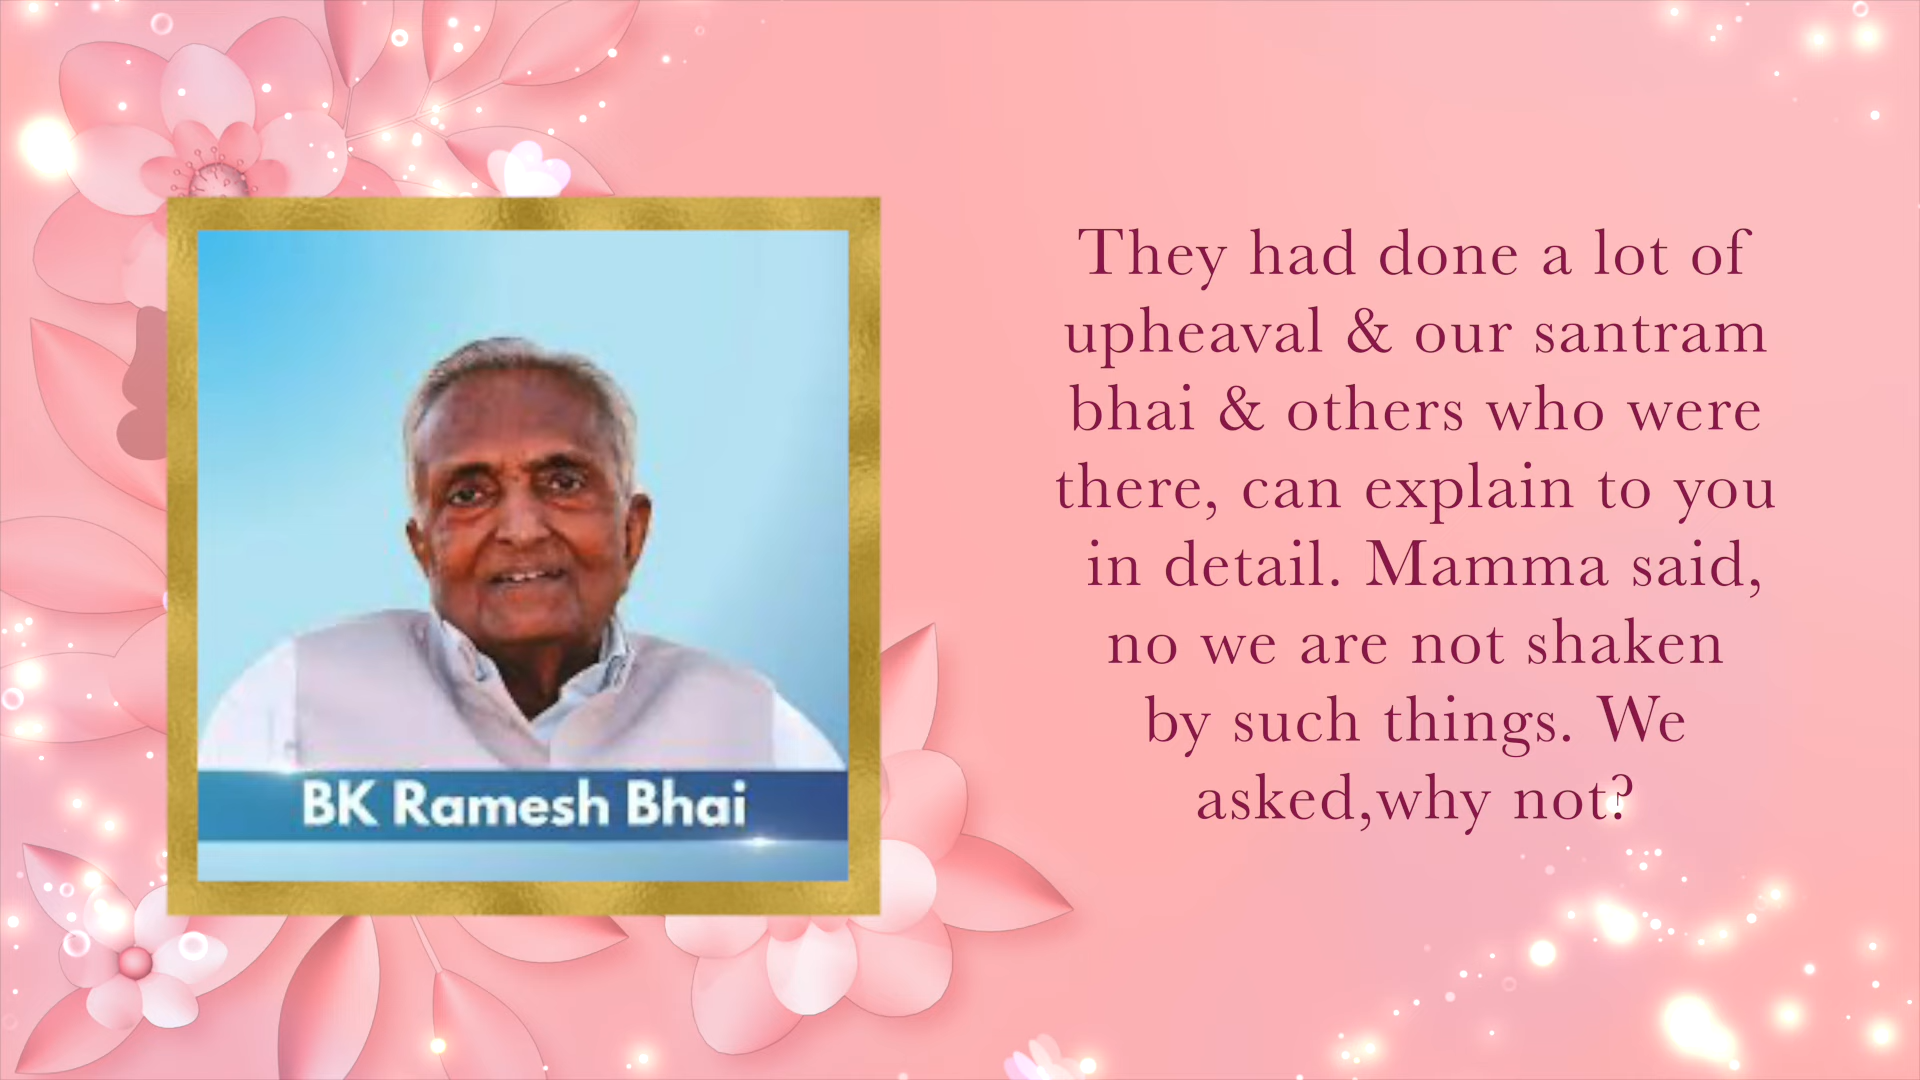 BK Ramesh Bhai
They had done a lot of
upheaval & our santram
bhai & others who were
there, can explain to you
in detail. Mamma said,
no we are not shaken
by such things. We
asked,why not?